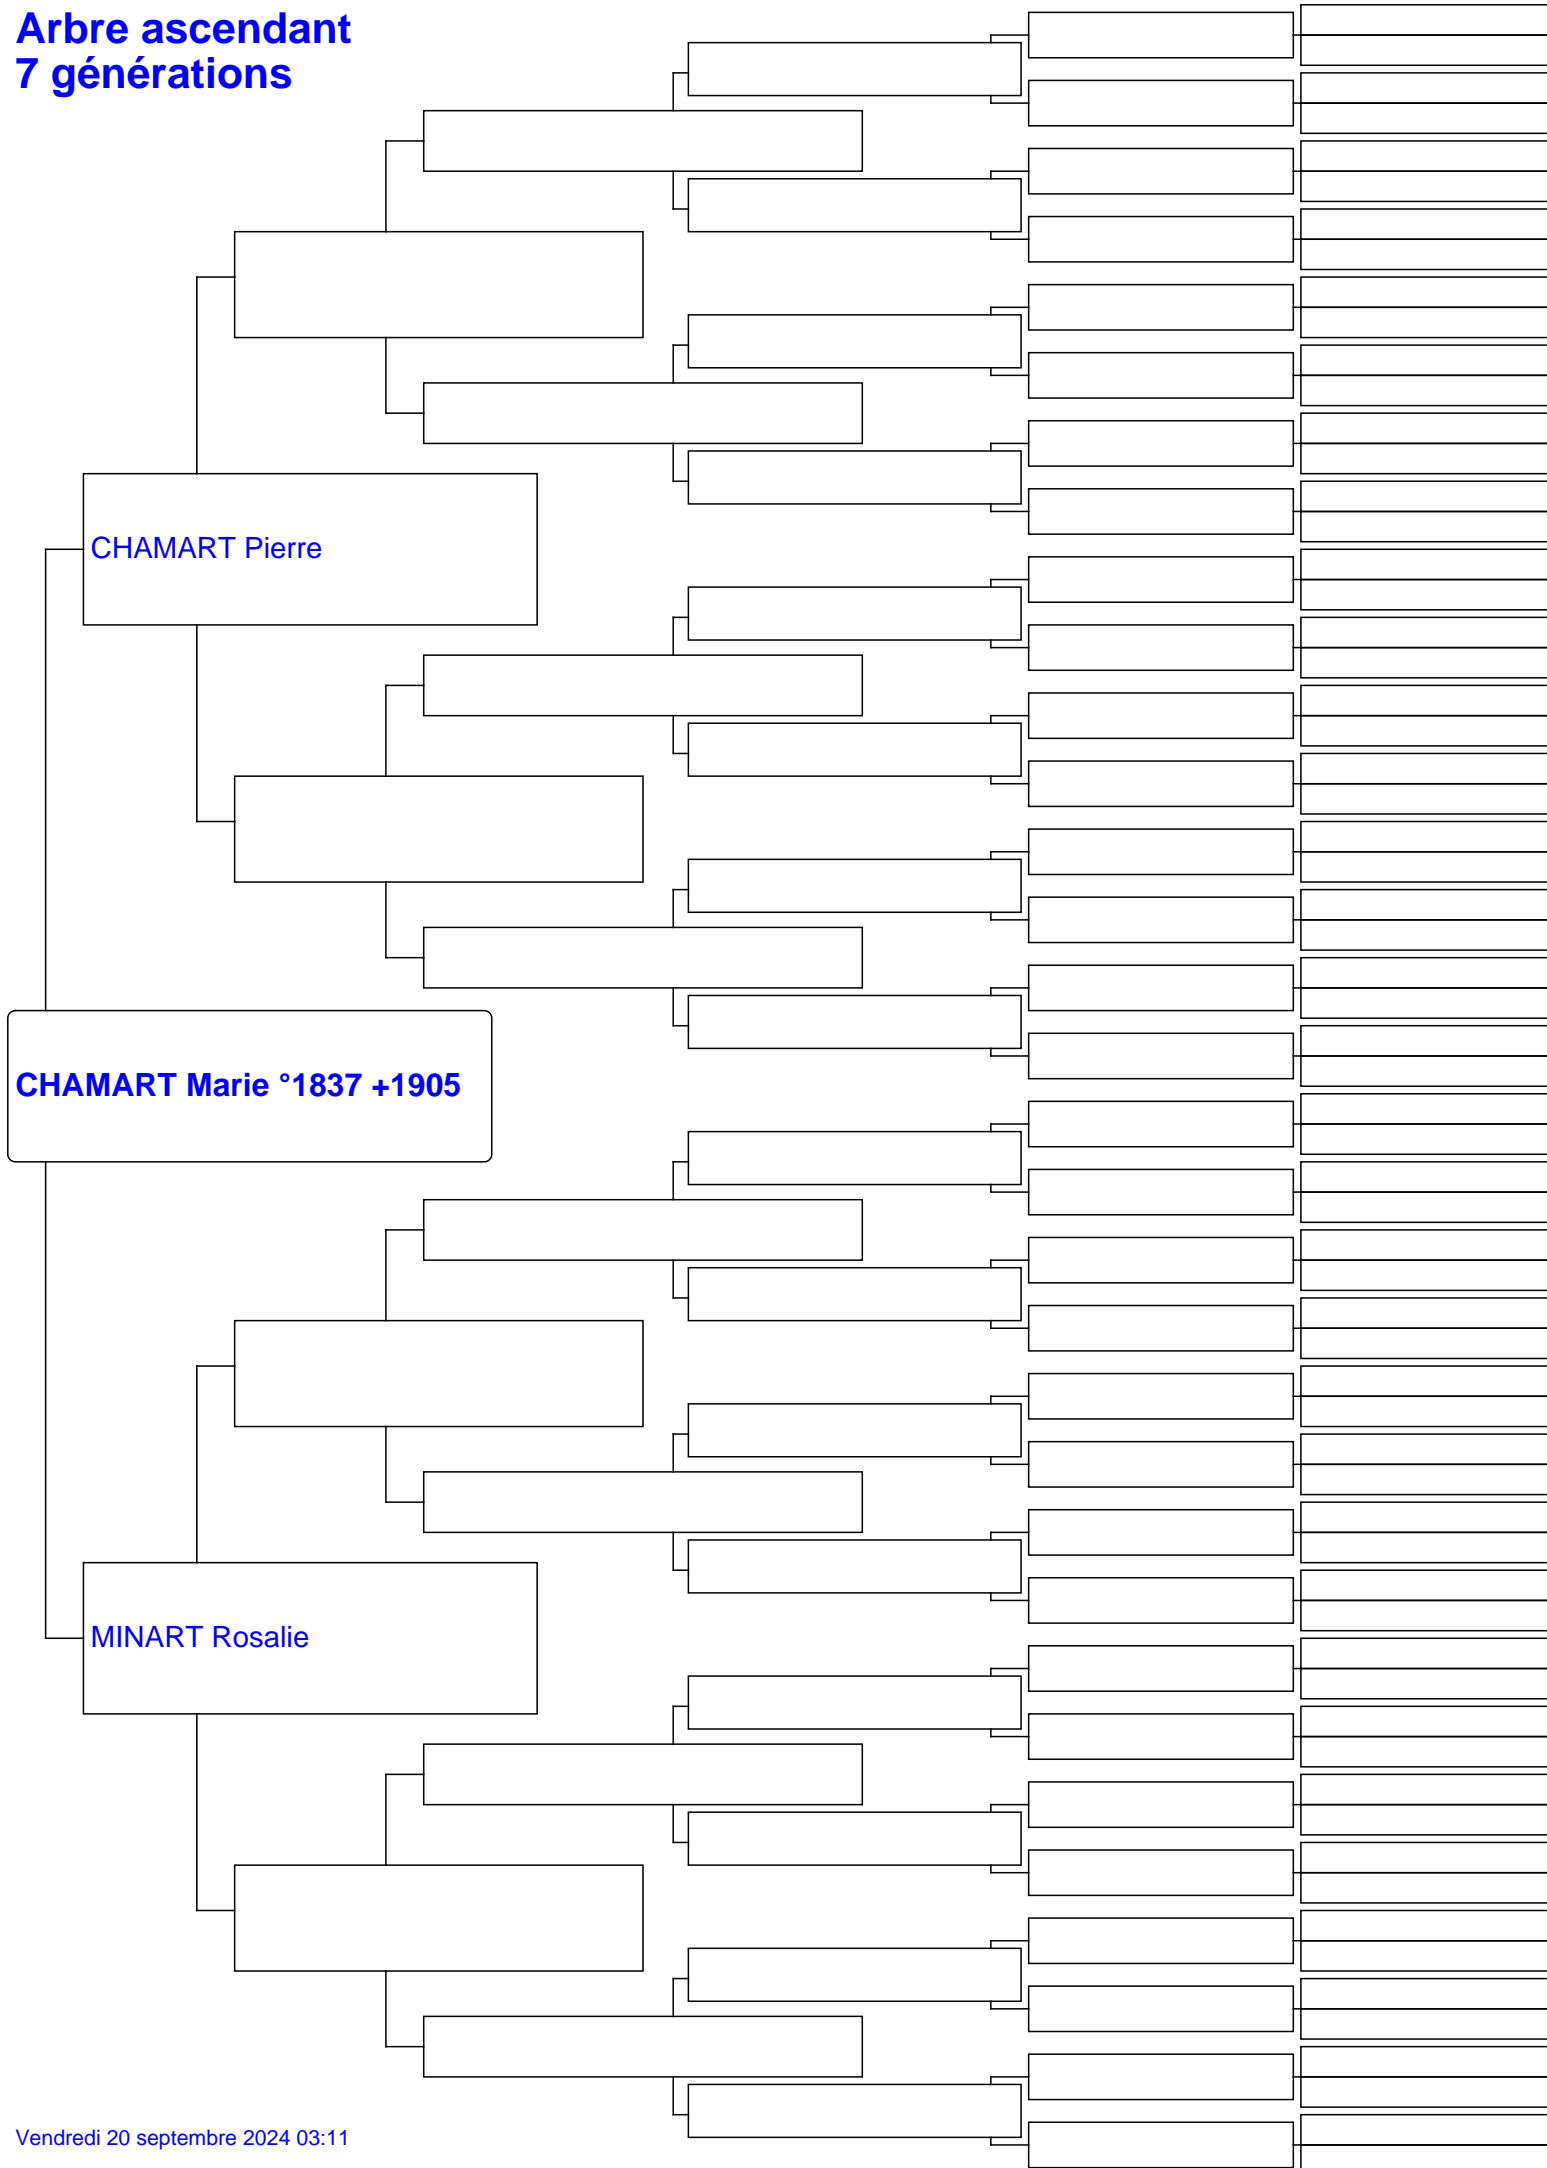 Arbre ascendant
7 générations
CHAMART Pierre
CHAMART Marie °1837 +1905
MINART Rosalie
Vendredi 20 septembre 2024 03:11